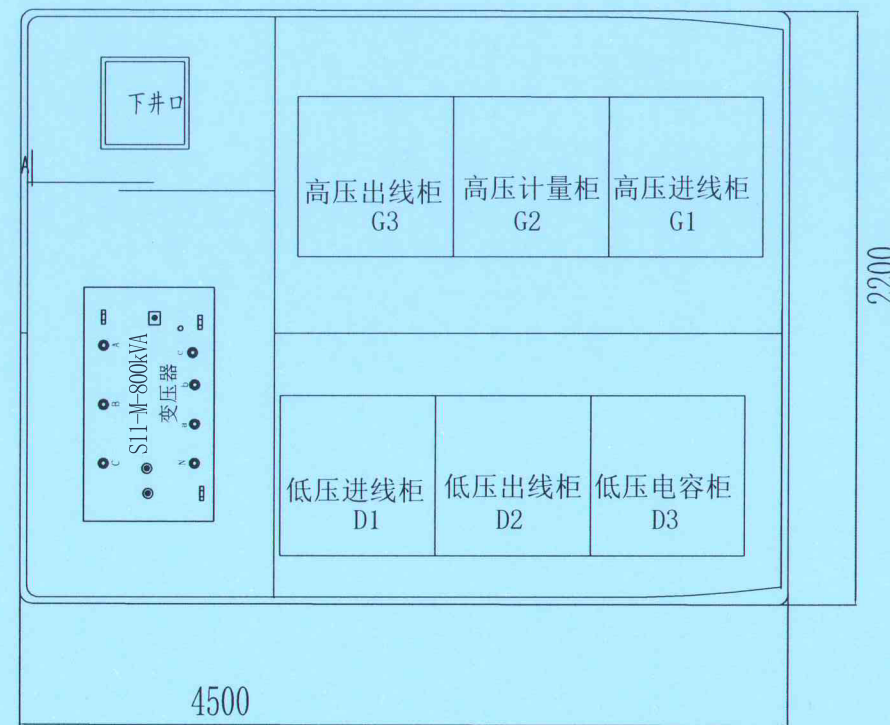 下井口
A
高压出线柜
G3
高压计量柜
G2
高压进线柜
G1
2200
S11-M-800kVA
变压器
A
B
C
c
b
a
N
低压进线柜
D1
低压出线柜
D2
低压电容柜
D3
4500